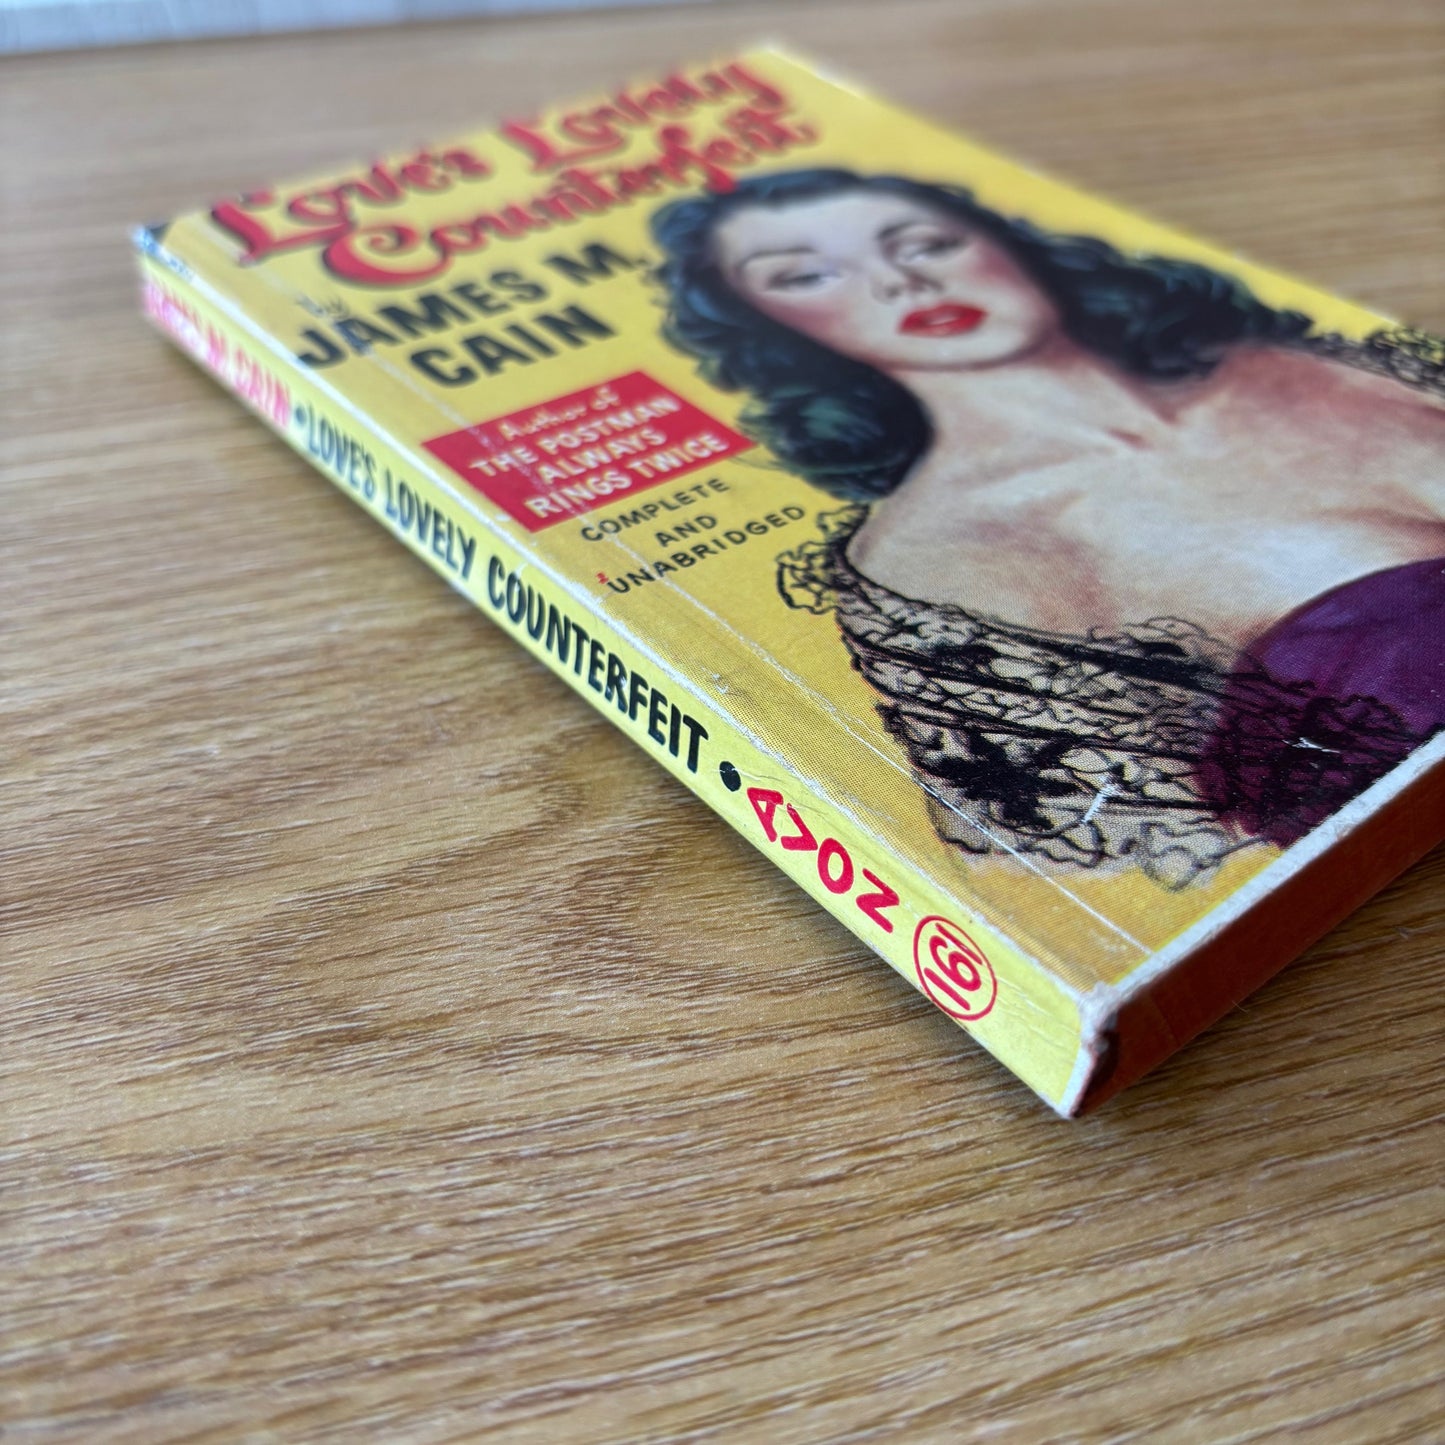 Love's Lovely
Counterfeit
by
JAMES M.
CAIN
Author of
THE POSTMAN
ALWAYS
RINGS TWICE
COMPLETE
AND
UNABRIDGED
JAMES M. CAIN • LOVE'S LOVELY COUNTERFEIT • AVON 161